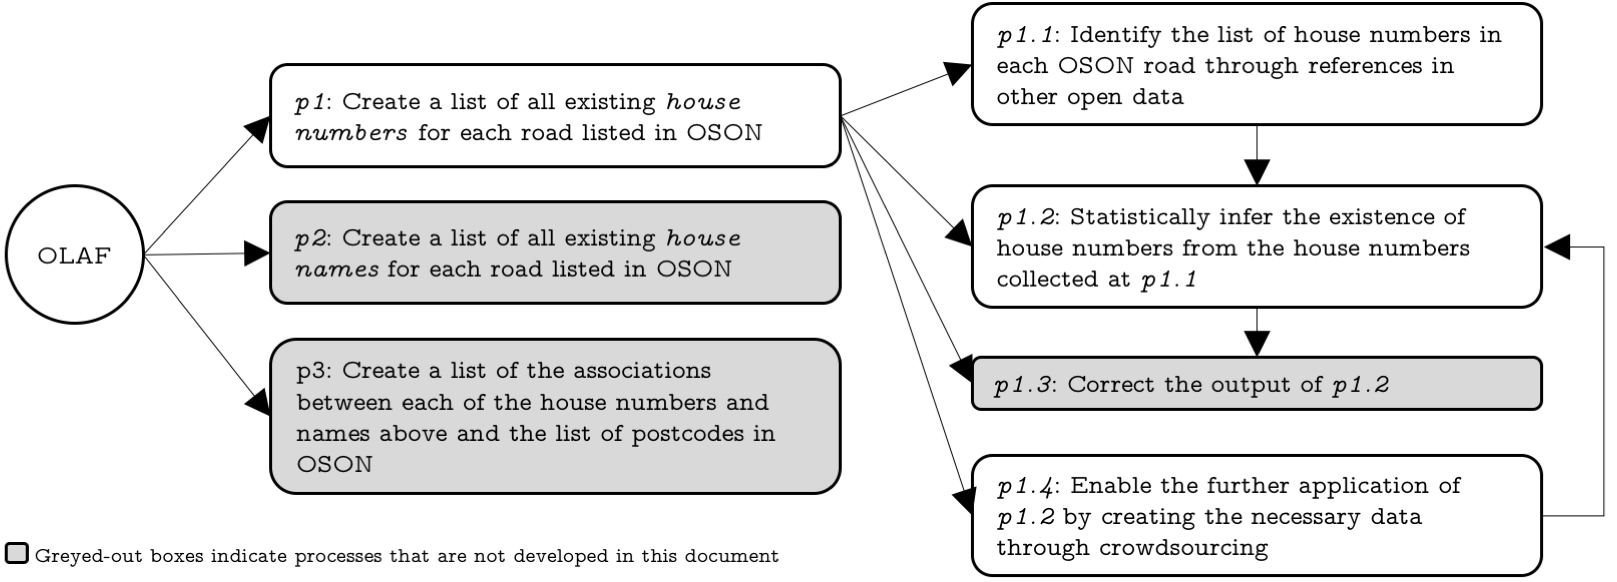 OLAF
p1: Create a list of all existing house
numbers for each road listed in OSON
p2: Create a list of all existing house
names for each road listed in OSON
p3: Create a list of the associations
between each of the house numbers and
names above and the list of postcodes in
OSON
p1.1: Identify the list of house numbers in
each OSON road through references in
other open data
p1.2: Statistically infer the existence of
house numbers from the house numbers
collected at p1.1
p1.3: Correct the output of p1.2
p1.4: Enable the further application of
p1.2 by creating the necessary data
through crowdsourcing
Greyed-out boxes indicate processes that are not developed in this document